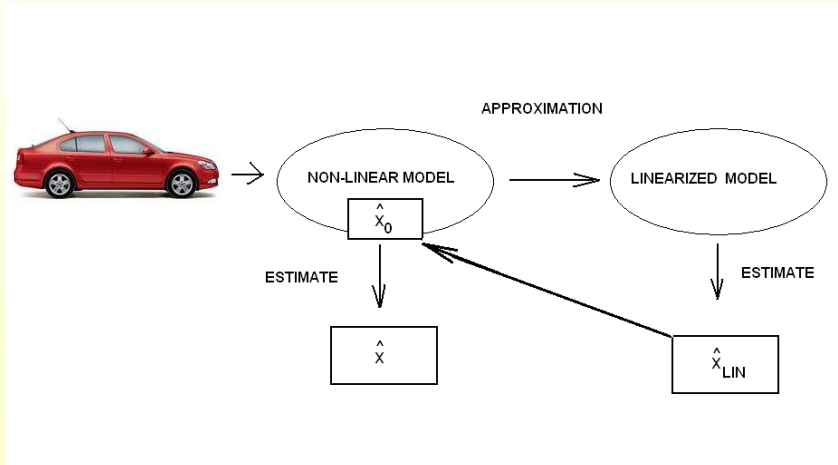 APPROXIMATION
NON-LINEAR MODEL
LINEARIZED MODEL
X̂₀
ESTIMATE
ESTIMATE
X̂
X̂LIN